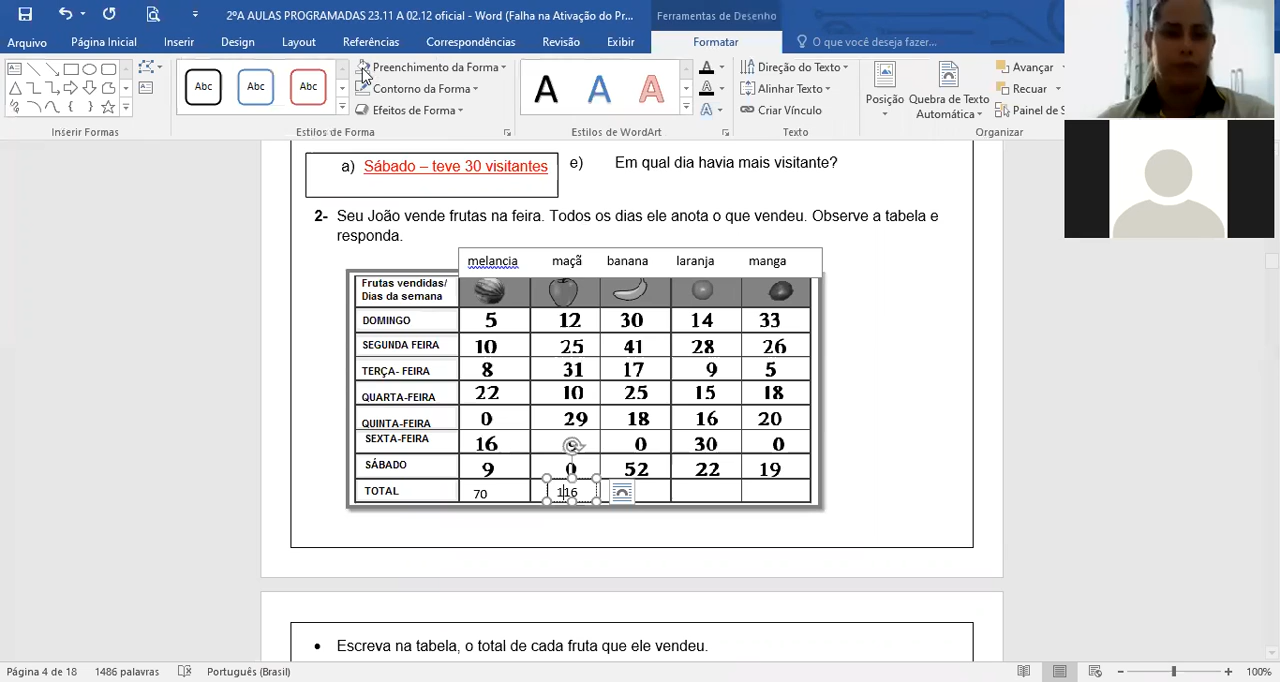 2ºA AULAS PROGRAMADAS 23.11 A 02.12 oficial - Word (Falha na Ativação do Pr...
Ferramentas de Desenho
Arquivo Página Inicial Inserir Design Layout Referências Correspondências Revisão Exibir Formatar O que você deseja fazer...
Abc Abc Abc
Preenchimento da Forma
Contorno da Forma
Efeitos de Forma
A A A
Direção do Texto
Alinhar Texto
Criar Vínculo
Posição
Quebra de Texto
Automática
Avançar
Recuar
Painel de S
Inserir Formas Estilos de Forma Estilos de WordArt Texto Organizar
a) Sábado – teve 30 visitantes e) Em qual dia havia mais visitante?
2- Seu João vende frutas na feira. Todos os dias ele anota o que vendeu. Observe a tabela e
responda.
melancia maçã banana laranja manga
Frutas vendidas/
Dias da semana
DOMINGO 5 12 30 14 33
SEGUNDA FEIRA 10 25 41 28 26
TERÇA- FEIRA 8 31 17 9 5
QUARTA-FEIRA 22 10 25 15 18
QUINTA-FEIRA 0 29 18 16 20
SEXTA-FEIRA 16 0 30 0
SÁBADO 9 0 52 22 19
TOTAL 70 116
• Escreva na tabela, o total de cada fruta que ele vendeu.
Página 4 de 18 1486 palavras Português (Brasil) 100%